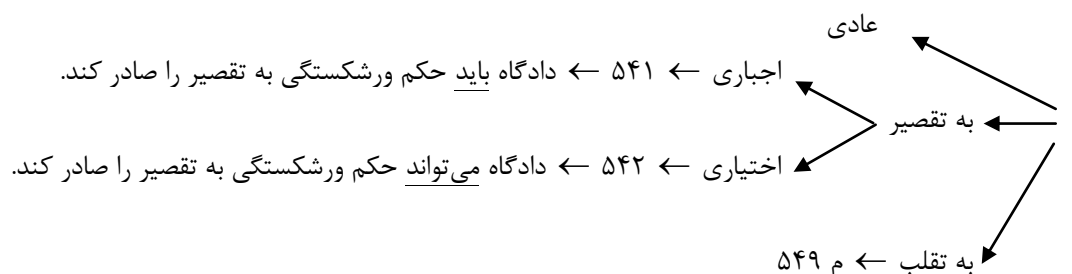 عادی
اجباری ← ۵۴۱ ← دادگاه باید حکم ورشکستگی به تقصیر را صادر کند.
به تقصیر
اختیاری ← ۵۴۲ ← دادگاه می‌تواند حکم ورشکستگی به تقصیر را صادر کند.
به تقلب ← م ۵۴۹